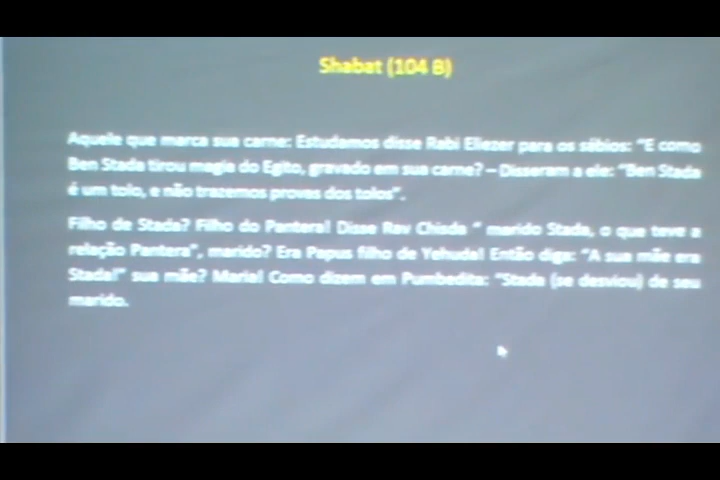 Shabat (104 B)
Aquele que marca sua carne: Estudamos disse Rabi Eliezer para os sábios: "E como
Ben Stada tirou magia do Egito, gravado em sua carne? – Disseram a ele: "Ben Stada
é um tolo, e não trazemos provas dos tolos".
Filho de Stada? Filho do Pantera! Disse Rav Chisda " marido Stada, o que teve a
relação Pantera", marido? Era Papus filho de Yehuda! Então diga: "A sua mãe era
Stada!" sua mãe? Maria! Como dizem em Pumbedita: "Stada (se desviou) de seu
marido.